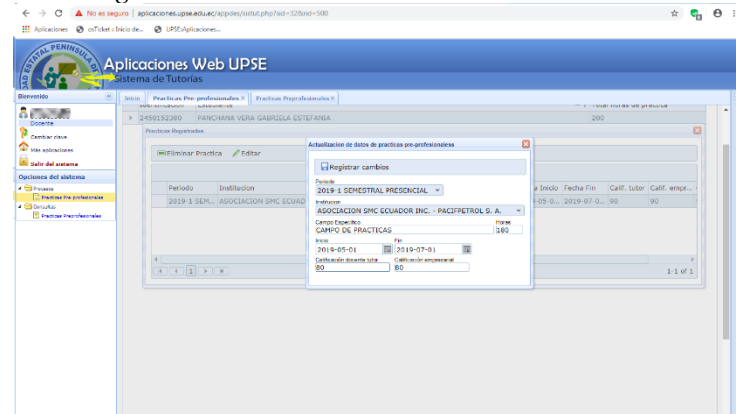 No es seguro | aplicaciones.upse.edu.ec/appdes/sistut.php?sid=328&nid=500
Aplicaciones osTicket :: Inicio de... UPSE:Aplicaciones...
Aplicaciones Web UPSE
Sistema de Tutorías
Bienvenido
Inicio Practicas Pre-profesionales × Practicas Preprofesionales ×
Total horas de práctica
2450152380 PANCHANA VERA GABRIELA ESTEFANIA 200
Docente
Cambiar clave
Más aplicaciones
Salir del sistema
Opciones del sistema
Procesos
Practicas Pre profesionales
Consultas
Practicas Preprofesionales
Practicas Registradas
Eliminar Practica Editar
Periodo Institucion a Inicio Fecha Fin Calif. tutor Calif. empr...
2019-1 SEM... ASOCIACION SMC ECUAD -05-0... 2019-07-0... 90 90
1 1-1 of 1
Actualizacion de datos de practicas pre-profesionaless
Registrar cambios
Periodo
2019-1 SEMESTRAL PRESENCIAL
Institucion
ASOCIACION SMC ECUADOR INC. - PACIFPETROL S. A.
Campo Especifico Horas
CAMPO DE PRACTICAS 180
Inicio Fin
2019-05-01 2019-07-01
Calificación docente tutor Calificación empresarial
80 80